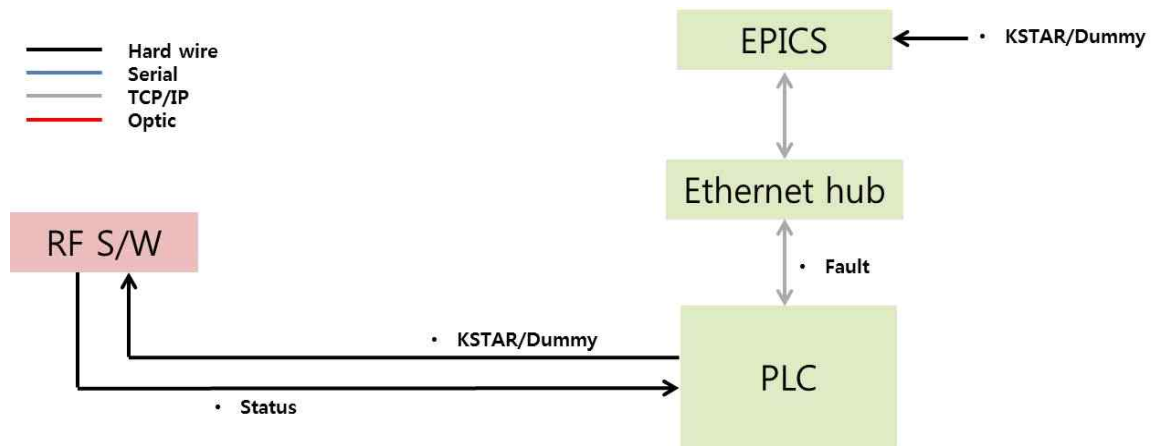 Hard wire
Serial
TCP/IP
Optic
EPICS
• KSTAR/Dummy
Ethernet hub
RF S/W
• Fault
• KSTAR/Dummy
PLC
• Status